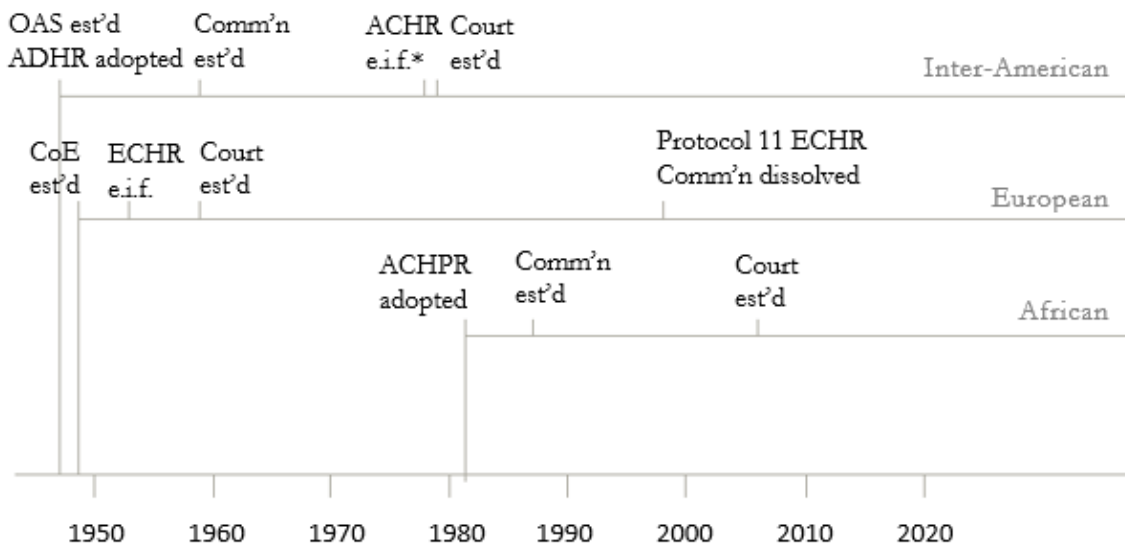 OAS est’d
ADHR adopted
Comm’n
est’d
ACHR
e.i.f.*
Court
est’d
Inter-American
CoE
est’d
ECHR
e.i.f.
Court
est’d
Protocol 11 ECHR
Comm’n dissolved
European
ACHPR
adopted
Comm’n
est’d
Court
est’d
African
1950 1960 1970 1980 1990 2000 2010 2020